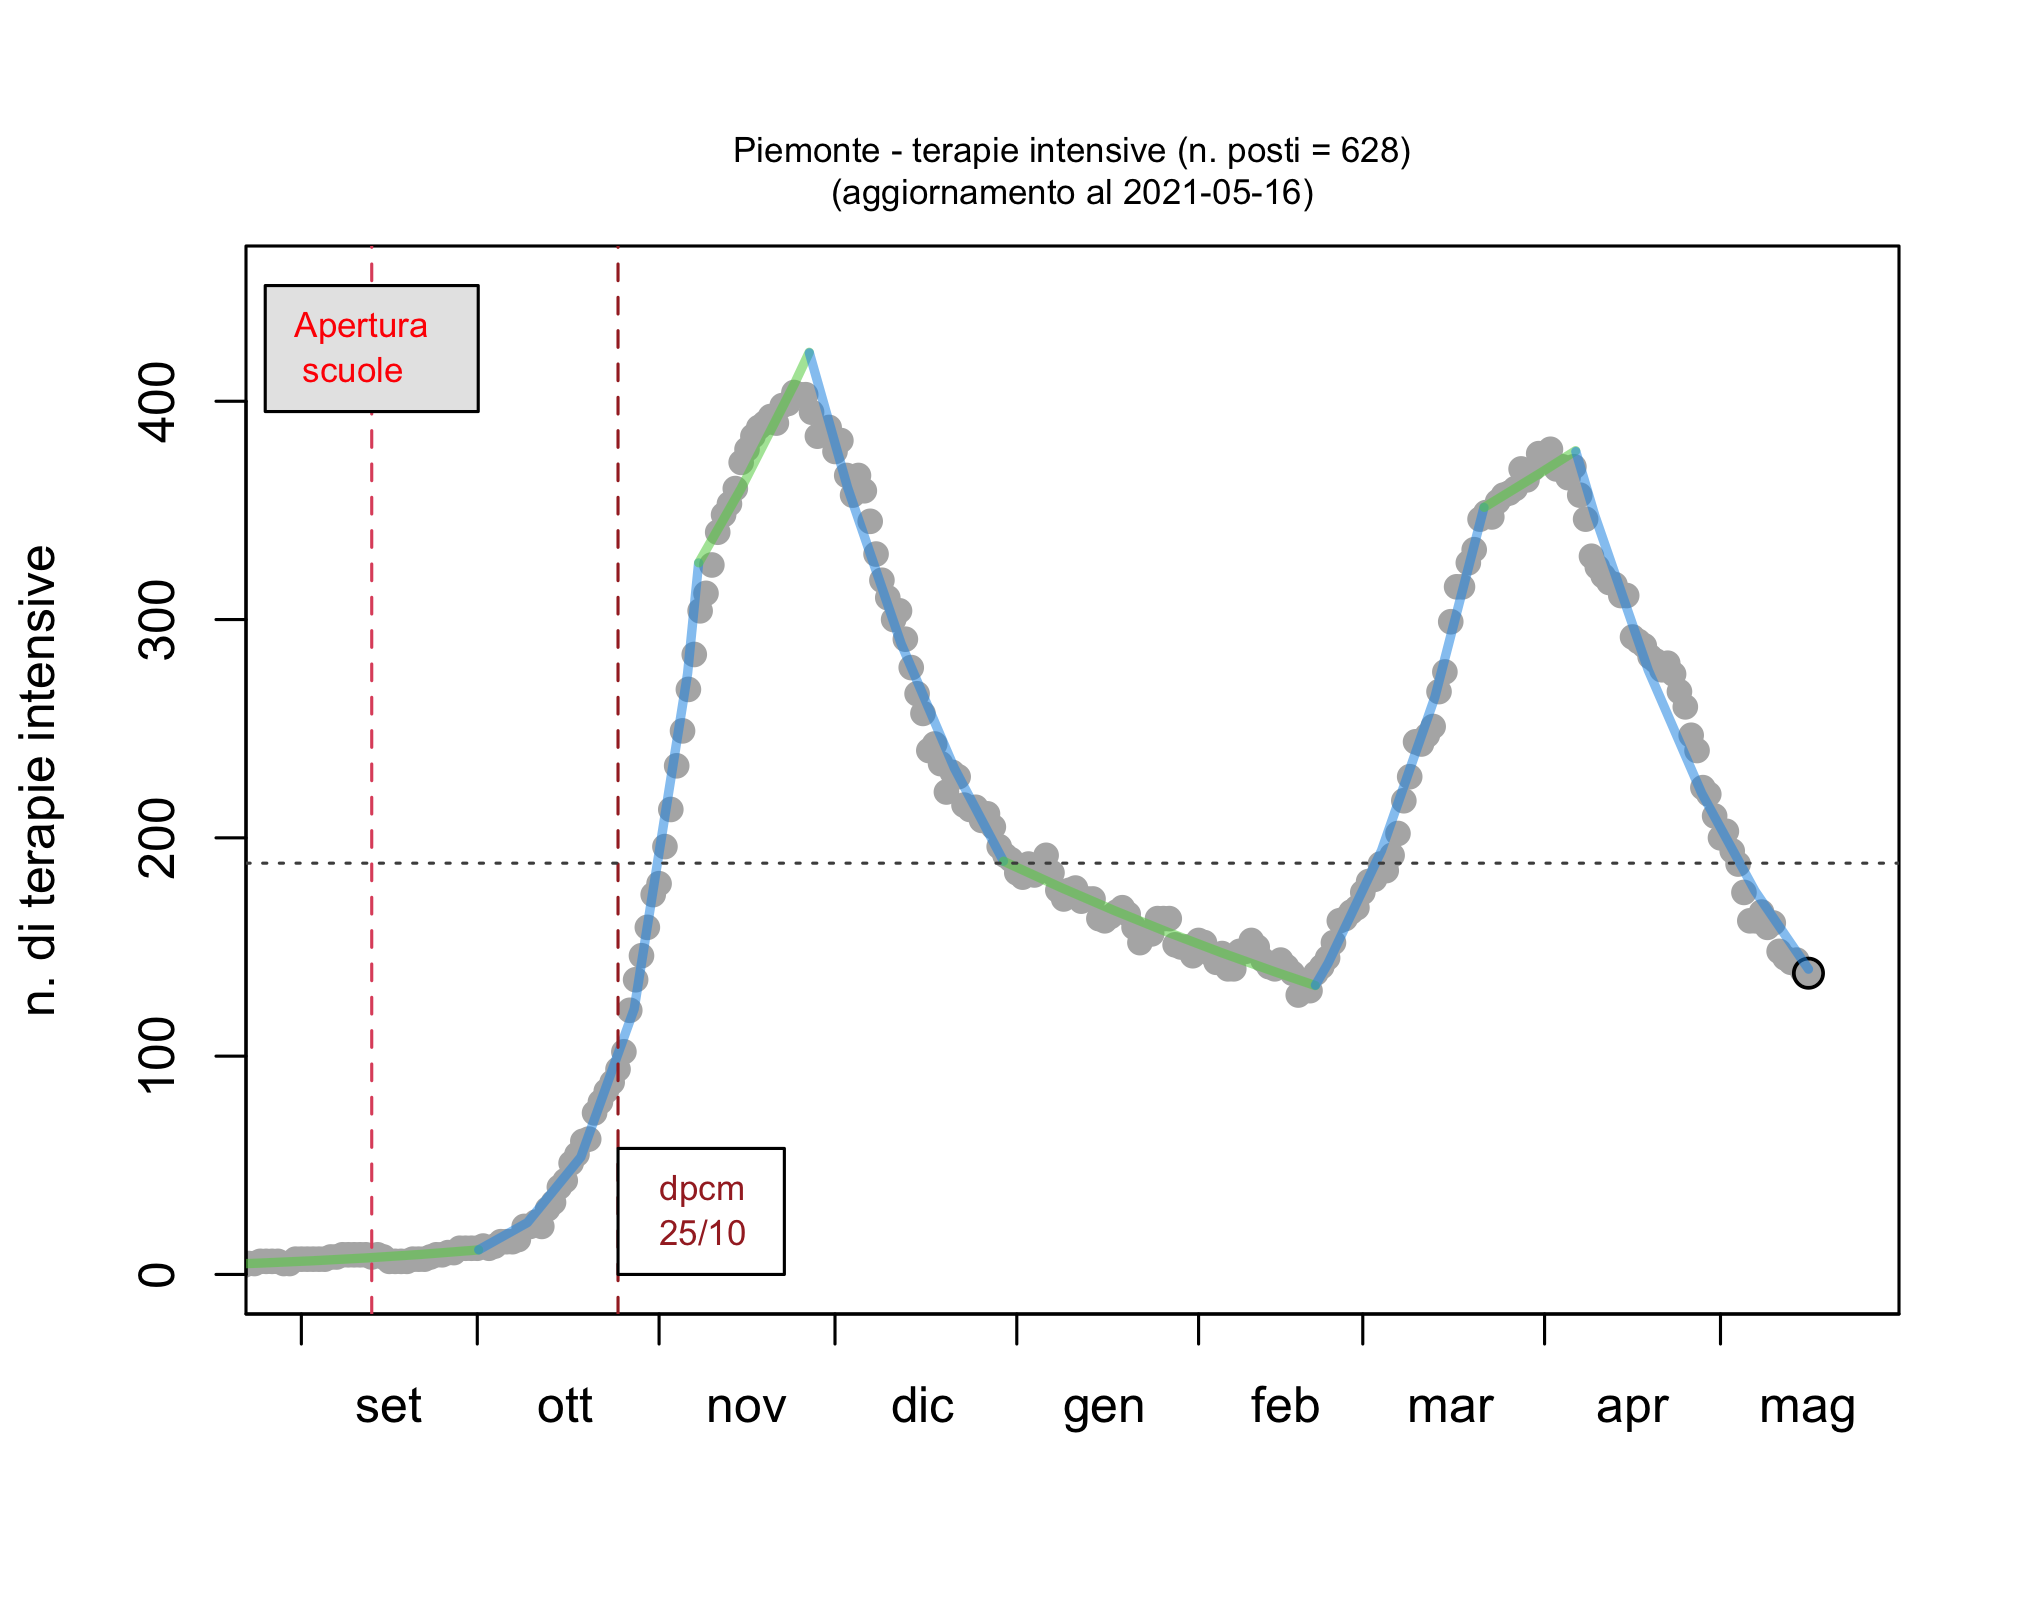 Piemonte - terapie intensive (n. posti = 628)
(aggiornamento al 2021-05-16)
Apertura
scuole
dpcm
25/10
n. di terapie intensive
400
300
200
100
0
set ott nov dic gen feb mar apr mag